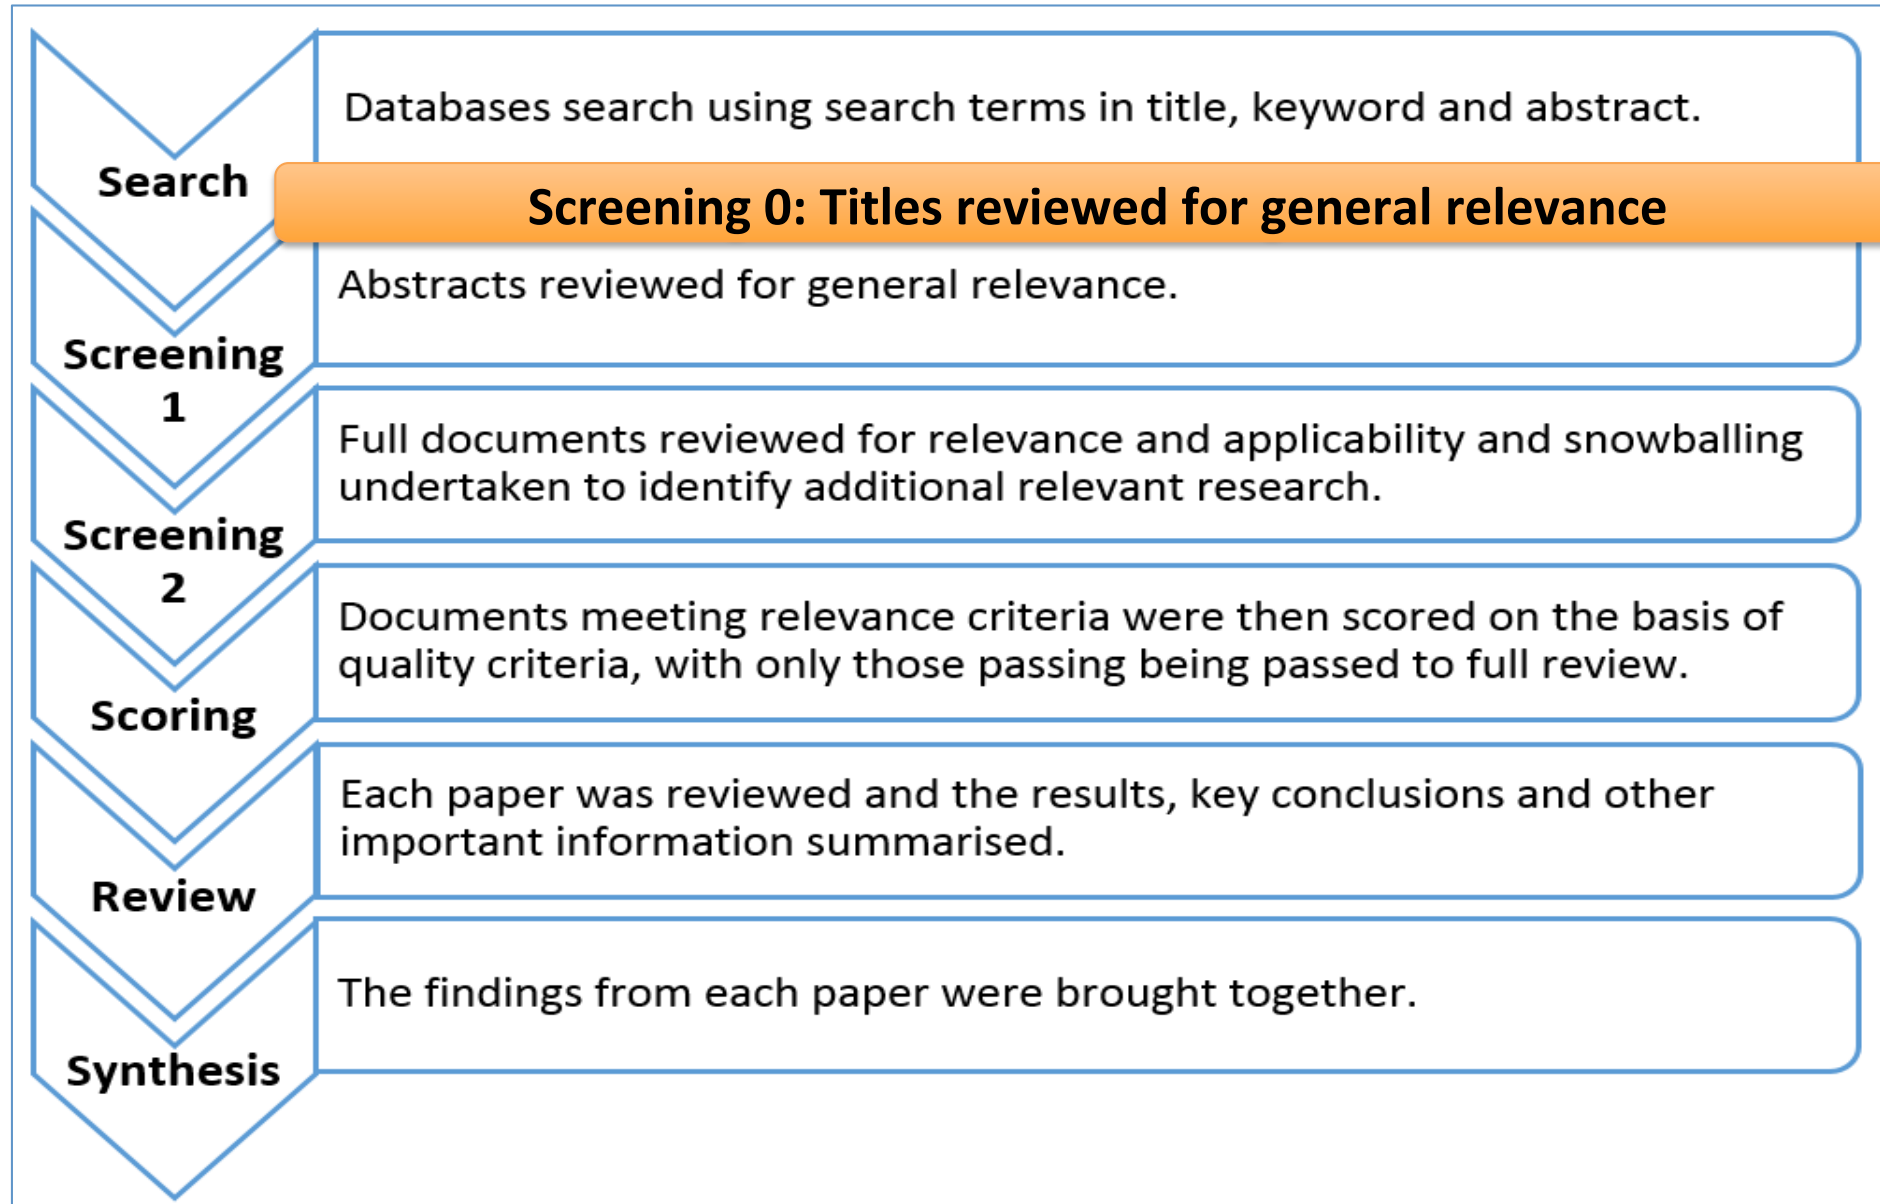 Databases search using search terms in title, keyword and abstract.
Search
Screening 0: Titles reviewed for general relevance
Abstracts reviewed for general relevance.
Screening
1
Full documents reviewed for relevance and applicability and snowballing
undertaken to identify additional relevant research.
Screening
2
Documents meeting relevance criteria were then scored on the basis of
quality criteria, with only those passing being passed to full review.
Scoring
Each paper was reviewed and the results, key conclusions and other
important information summarised.
Review
The findings from each paper were brought together.
Synthesis